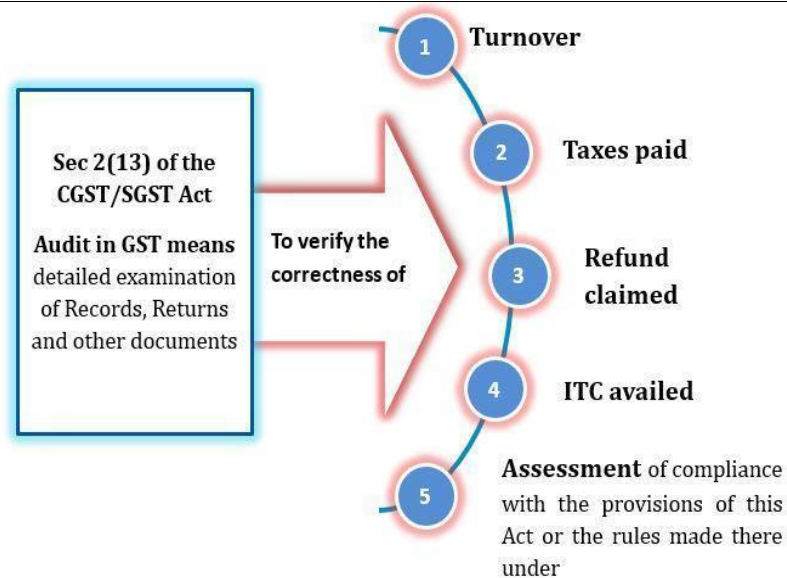 Sec 2(13) of the
CGST/SGST Act
Audit in GST means
detailed examination
of Records, Returns
and other documents
To verify the
correctness of
1
Turnover
2
Taxes paid
3
Refund
claimed
4
ITC availed
5
Assessment of compliance
with the provisions of this
Act or the rules made there
under